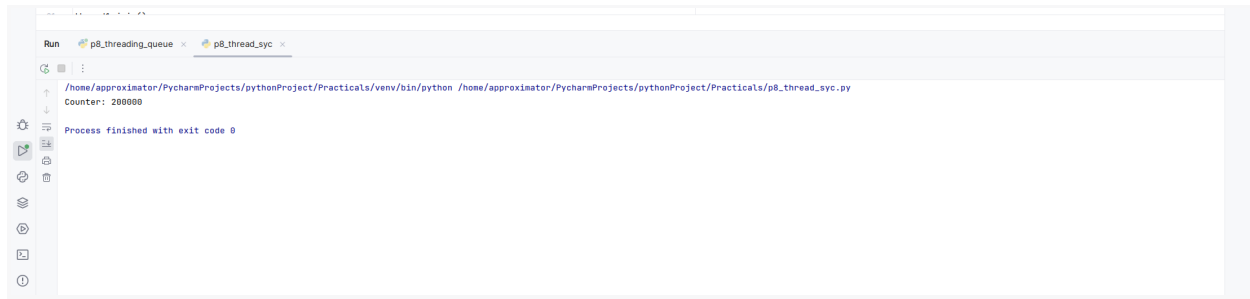 Run p8_threading_queue × p8_thread_syc ×
/home/approximator/PycharmProjects/pythonProject/Practicals/venv/bin/python /home/approximator/PycharmProjects/pythonProject/Practicals/p8_thread_syc.py
Counter: 200000
Process finished with exit code 0